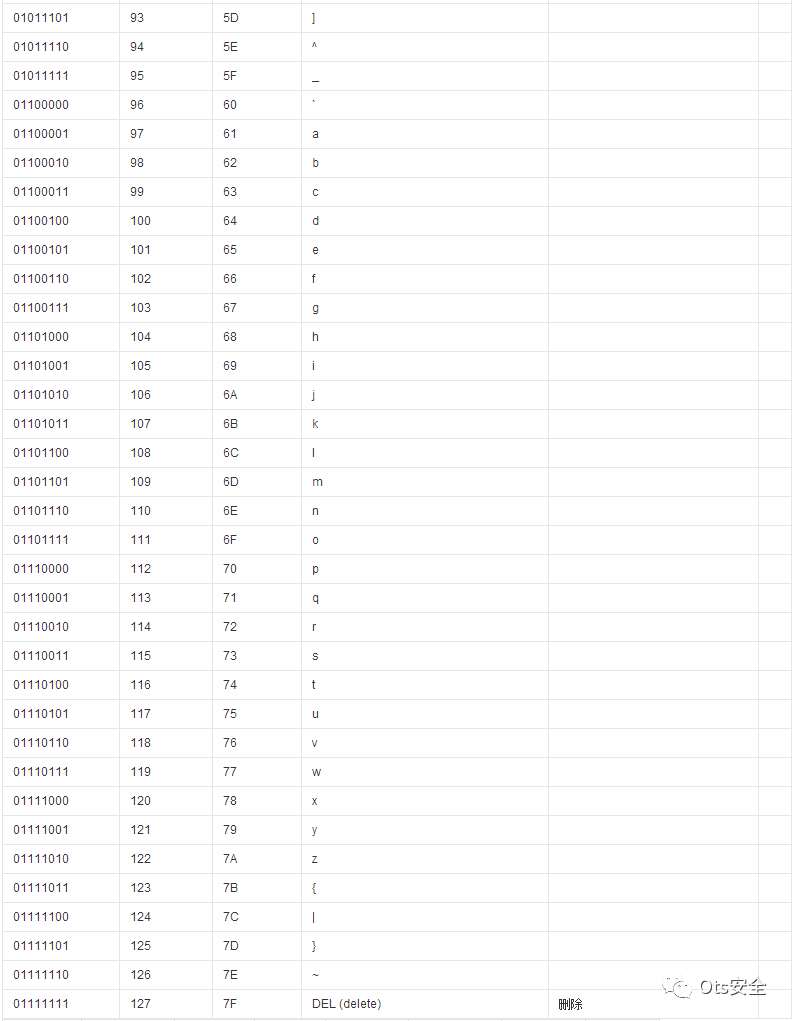 01011101 93 5D ]
01011110 94 5E ^
01011111 95 5F _
01100000 96 60 `
01100001 97 61 a
01100010 98 62 b
01100011 99 63 c
01100100 100 64 d
01100101 101 65 e
01100110 102 66 f
01100111 103 67 g
01101000 104 68 h
01101001 105 69 i
01101010 106 6A j
01101011 107 6B k
01101100 108 6C l
01101101 109 6D m
01101110 110 6E n
01101111 111 6F o
01110000 112 70 p
01110001 113 71 q
01110010 114 72 r
01110011 115 73 s
01110100 116 74 t
01110101 117 75 u
01110110 118 76 v
01110111 119 77 w
01111000 120 78 x
01111001 121 79 y
01111010 122 7A z
01111011 123 7B {
01111100 124 7C |
01111101 125 7D }
01111110 126 7E ~
Ots安全
01111111 127 7F DEL (delete) 删除